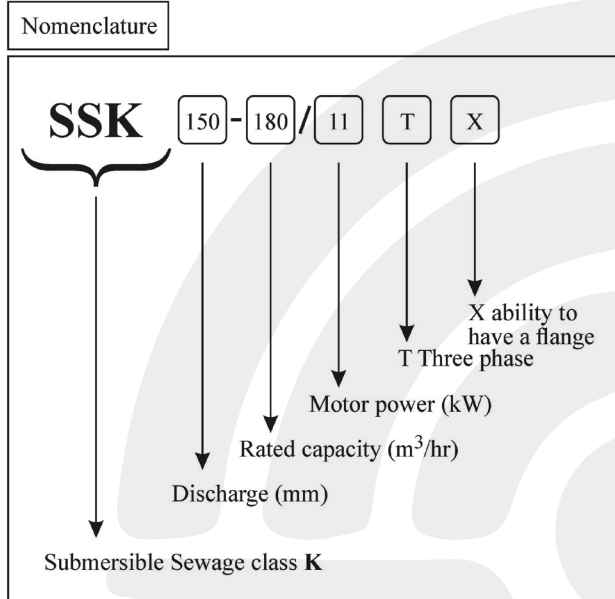 Nomenclature
SSK 150 - 180 / 11 T X
X ability to
have a flange
T Three phase
Motor power (kW)
Rated capacity (m³/hr)
Discharge (mm)
Submersible Sewage class K